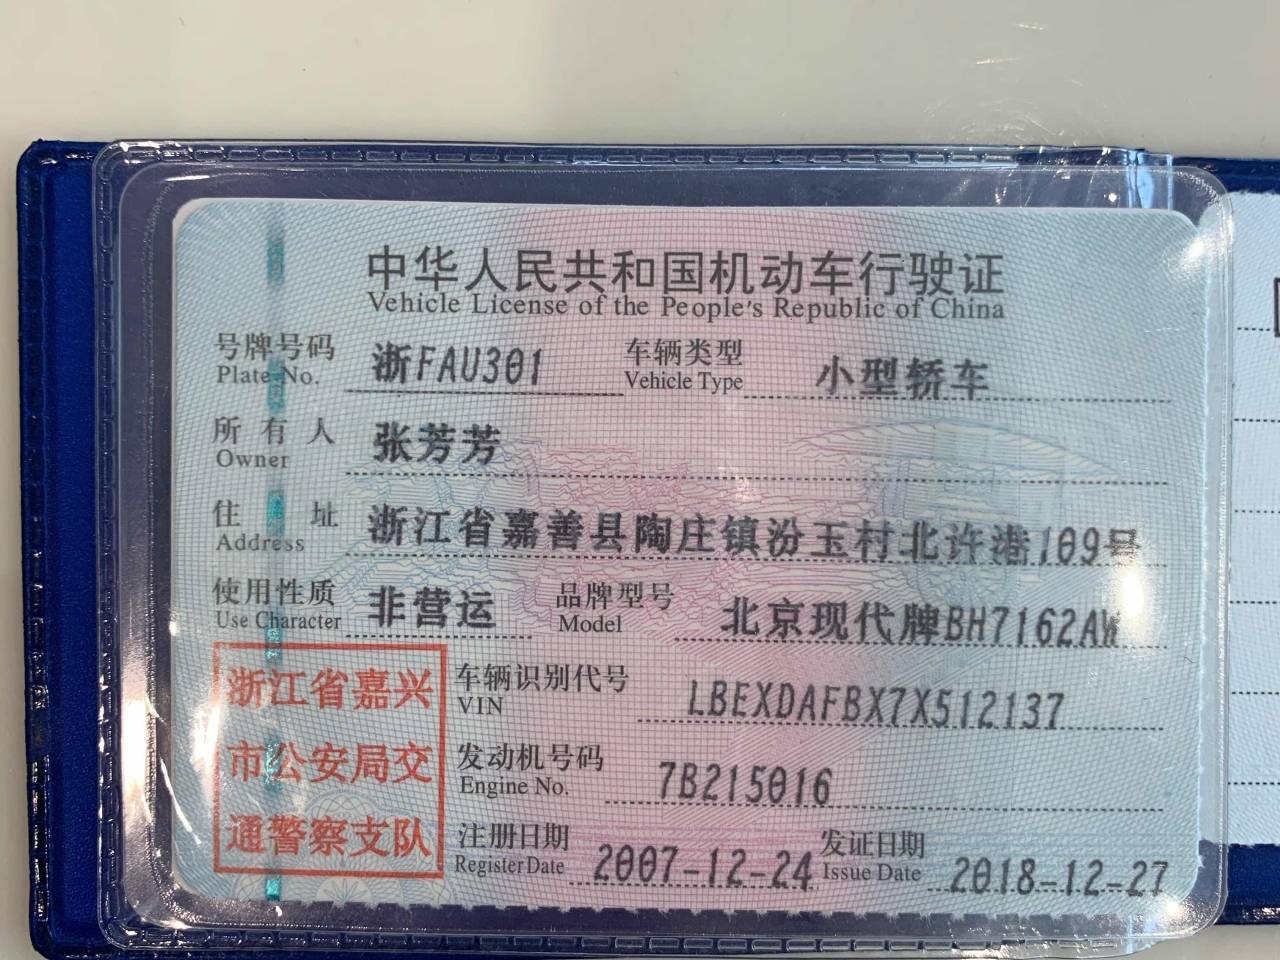 中华人民共和国机动车行驶证
Vehicle License of the People's Republic of China
号牌号码 浙FAU301 车辆类型 小型轿车
Plate No. Vehicle Type
所有人 张芳芳
Owner
住址 浙江省嘉善县陶庄镇汾玉村北许港109号
Address
使用性质 非营运 品牌型号 北京现代牌BH7162AW
Use Character Model
浙江省嘉兴
市公安局交
通警察支队
车辆识别代号 LBEXDAFBX7X512137
VIN
发动机号码 7B215016
Engine No.
注册日期 2007-12-24 发证日期 2018-12-27
Register Date Issue Date